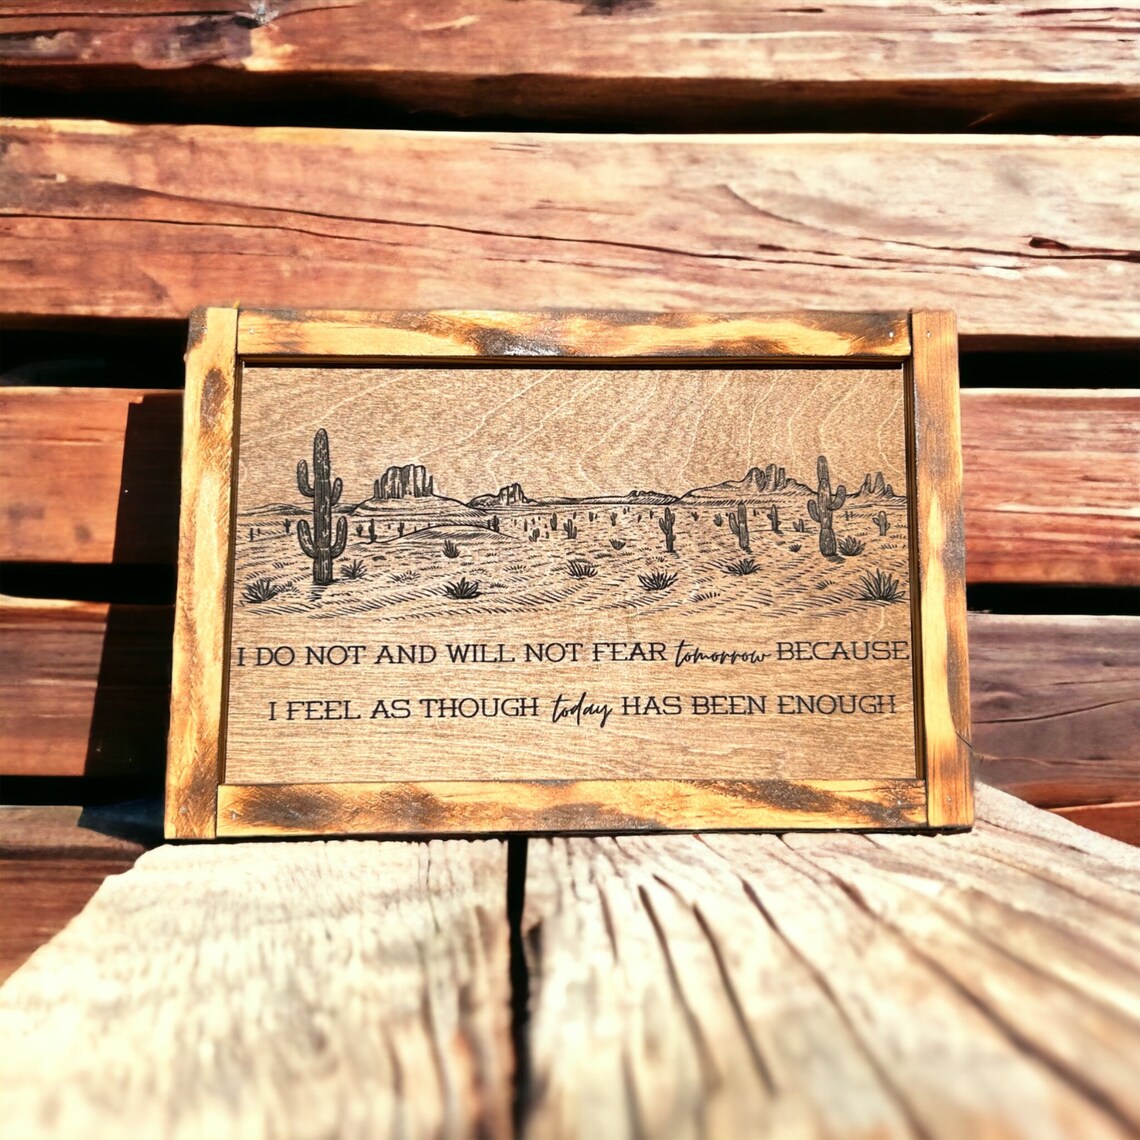 I DO NOT AND WILL NOT FEAR tomorrow BECAUSE
I FEEL AS THOUGH today HAS BEEN ENOUGH